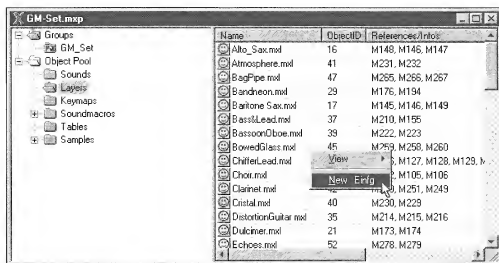 GM-Set.mxp
Groups
GM_Set
Object Pool
Sounds
Layers
Keymaps
Soundmacros
Tables
Samples
Name ObjectID References/Infos
Alto_Sax.mxl 16 M148, M146, M147
Atmosphere.mxl 41 M231, M232
BagPipe.mxl 47 M265, M266, M267
Bandneon.mxl 29 M176, M194
Baritone Sax.mxl 17 M145, M146, M149
Bass&Lead.mxl 37 M210, M155
BassoonOboe.mxl 39 M222, M223
BowedGlass.mxl 45 M259, M258, M260
ChifferLead.mxl M127, M128, M129,
View
Choir.mxl M105, M106
New Einfg
Clarinet.mxl M251, M249
Cristal.mxl 40 M230, M229
DistortionGuitar.mxl 35 M214, M215, M216
Dulcimer.mxl 21 M173, M174
Echoes.mxl 52 M278, M279